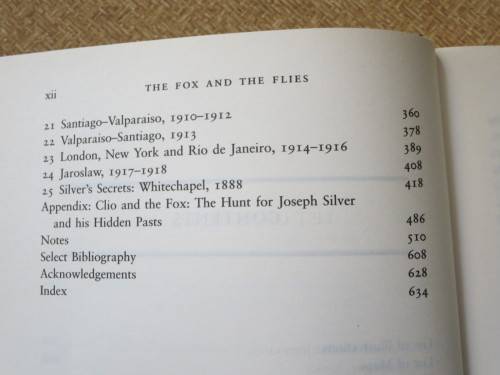 xii THE FOX AND THE FLIES
21 Santiago–Valparaiso, 1910–1912 360
22 Valparaiso–Santiago, 1913 378
23 London, New York and Rio de Janeiro, 1914–1916 389
24 Jaroslaw, 1917–1918 408
25 Silver's Secrets: Whitechapel, 1888 418
Appendix: Clio and the Fox: The Hunt for Joseph Silver
and his Hidden Pasts 486
Notes 510
Select Bibliography 608
Acknowledgements 628
Index 634